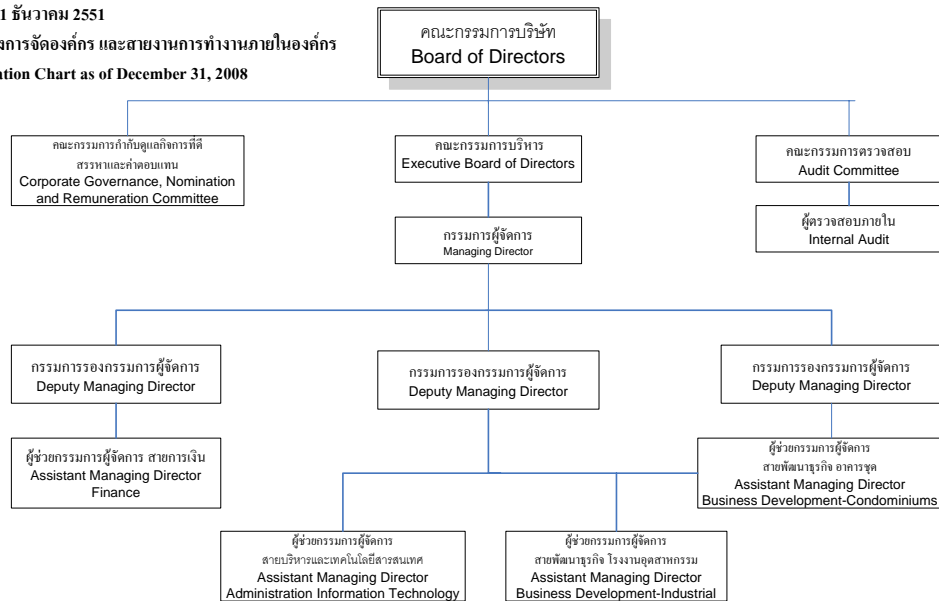 1 ธันวาคม 2551
การจัดองค์กร และสายงานการทำงานภายในองค์กร
Chart as of December 31, 2008
คณะกรรมการบริษัท
Board of Directors
คณะกรรมการกำกับดูแลกิจการที่ดี
สรรหาและค่าตอบแทน
Corporate Governance, Nomination
and Remuneration Committee
คณะกรรมการบริหาร
Executive Board of Directors
คณะกรรมการตรวจสอบ
Audit Committee
กรรมการผู้จัดการ
Managing Director
ผู้ตรวจสอบภายใน
Internal Audit
กรรมการรองกรรมการผู้จัดการ
Deputy Managing Director
กรรมการรองกรรมการผู้จัดการ
Deputy Managing Director
กรรมการรองกรรมการผู้จัดการ
Deputy Managing Director
ผู้ช่วยกรรมการผู้จัดการ สายการเงิน
Assistant Managing Director
Finance
ผู้ช่วยกรรมการผู้จัดการ
สายพัฒนาธุรกิจ อาคารชุด
Assistant Managing Director
Business Development-Condominiums
ผู้ช่วยกรรมการผู้จัดการ
สายบริหารและเทคโนโลยีสารสนเทศ
Assistant Managing Director
Administration Information Technology
ผู้ช่วยกรรมการผู้จัดการ
สายพัฒนาธุรกิจ โรงงานอุตสาหกรรม
Assistant Managing Director
Business Development-Industrial